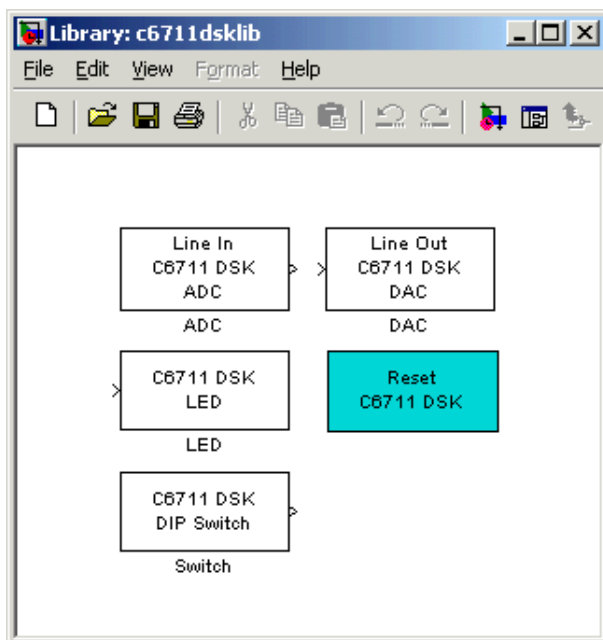 Library: c6711dsklib
File Edit View Format Help
Line In
C6711 DSK
ADC
ADC
Line Out
C6711 DSK
DAC
DAC
C6711 DSK
LED
LED
Reset
C6711 DSK
C6711 DSK
DIP Switch
Switch